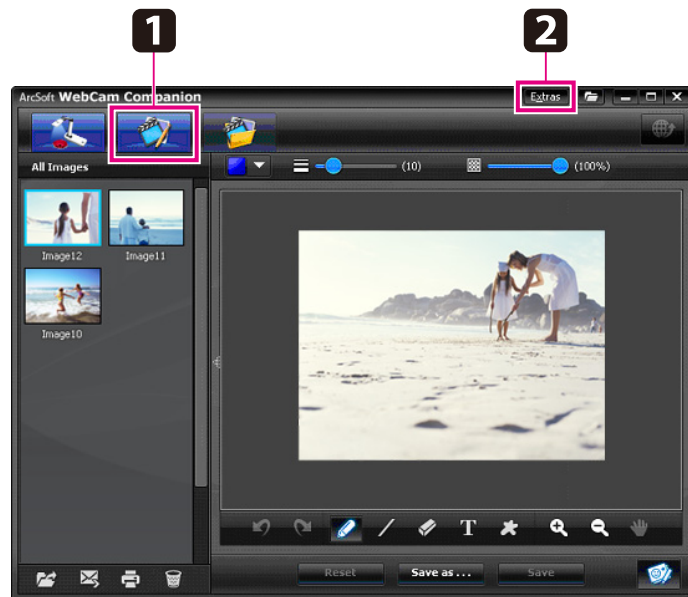 1 2
ArcSoft WebCam Companion Extras
All Images (10) (100%)
Image12 Image11
Image10
T
Reset Save as ... Save